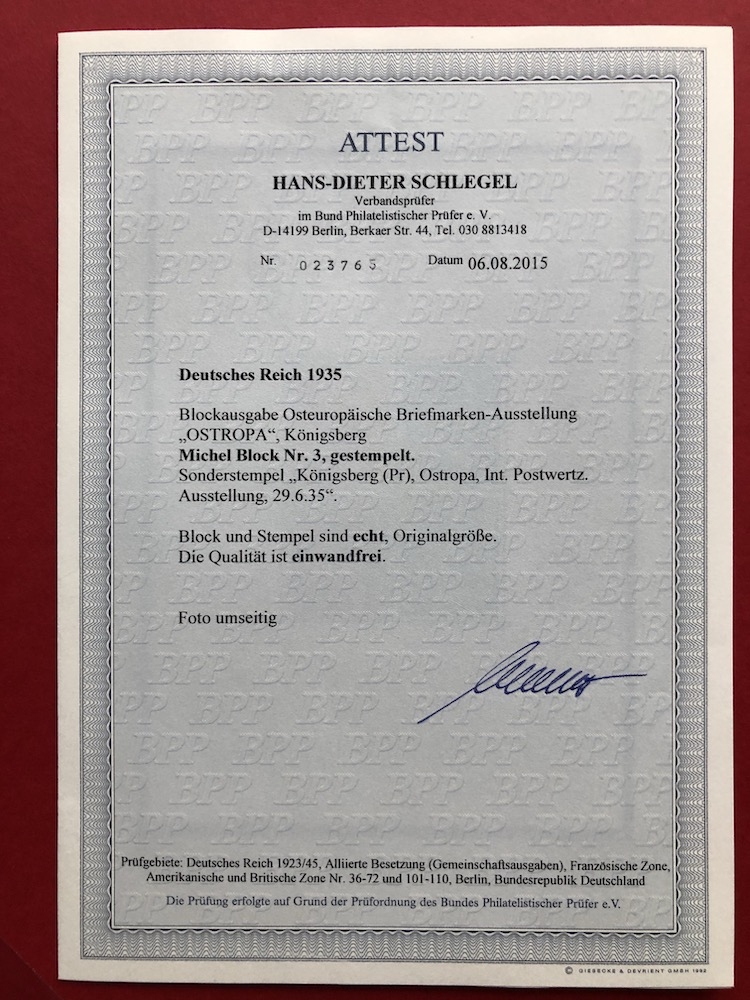 ATTEST
HANS-DIETER SCHLEGEL
Verbandsprüfer
im Bund Philatelistischer Prüfer e. V.
D-14199 Berlin, Berkaer Str. 44, Tel. 030 8813418
Nr. 023765 Datum 06.08.2015
Deutsches Reich 1935
Blockausgabe Osteuropäische Briefmarken-Ausstellung
„OSTROPA“, Königsberg
Michel Block Nr. 3, gestempelt.
Sonderstempel „Königsberg (Pr), Ostropa, Int. Postwertz.
Ausstellung, 29.6.35“.
Block und Stempel sind echt, Originalgröße.
Die Qualität ist einwandfrei.
Foto umseitig
Prüfgebiete: Deutsches Reich 1923/45, Alliierte Besetzung (Gemeinschaftsausgaben), Französische Zone,
Amerikanische und Britische Zone Nr. 36-72 und 101-110, Berlin, Bundesrepublik Deutschland
Die Prüfung erfolgte auf Grund der Prüfordnung des Bundes Philatelistischer Prüfer e.V.
© GIESECKE & DEVRIENT GMBH